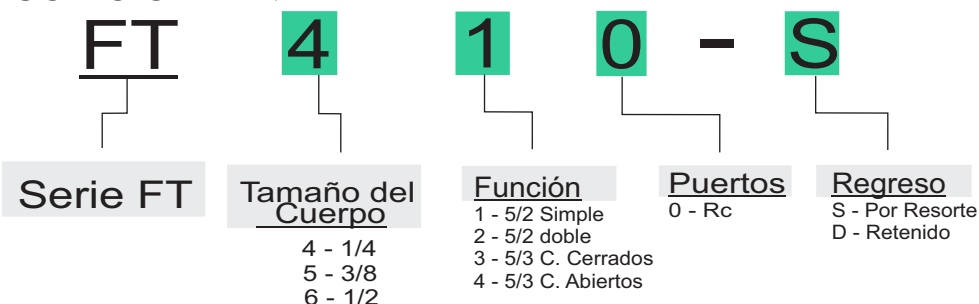 FT 4 1 0 - S
Serie FT
Tamaño del
Cuerpo
4 - 1/4
5 - 3/8
6 - 1/2
Función
1 - 5/2 Simple
2 - 5/2 doble
3 - 5/3 C. Cerrados
4 - 5/3 C. Abiertos
Puertos
0 - Rc
Regreso
S - Por Resorte
D - Retenido